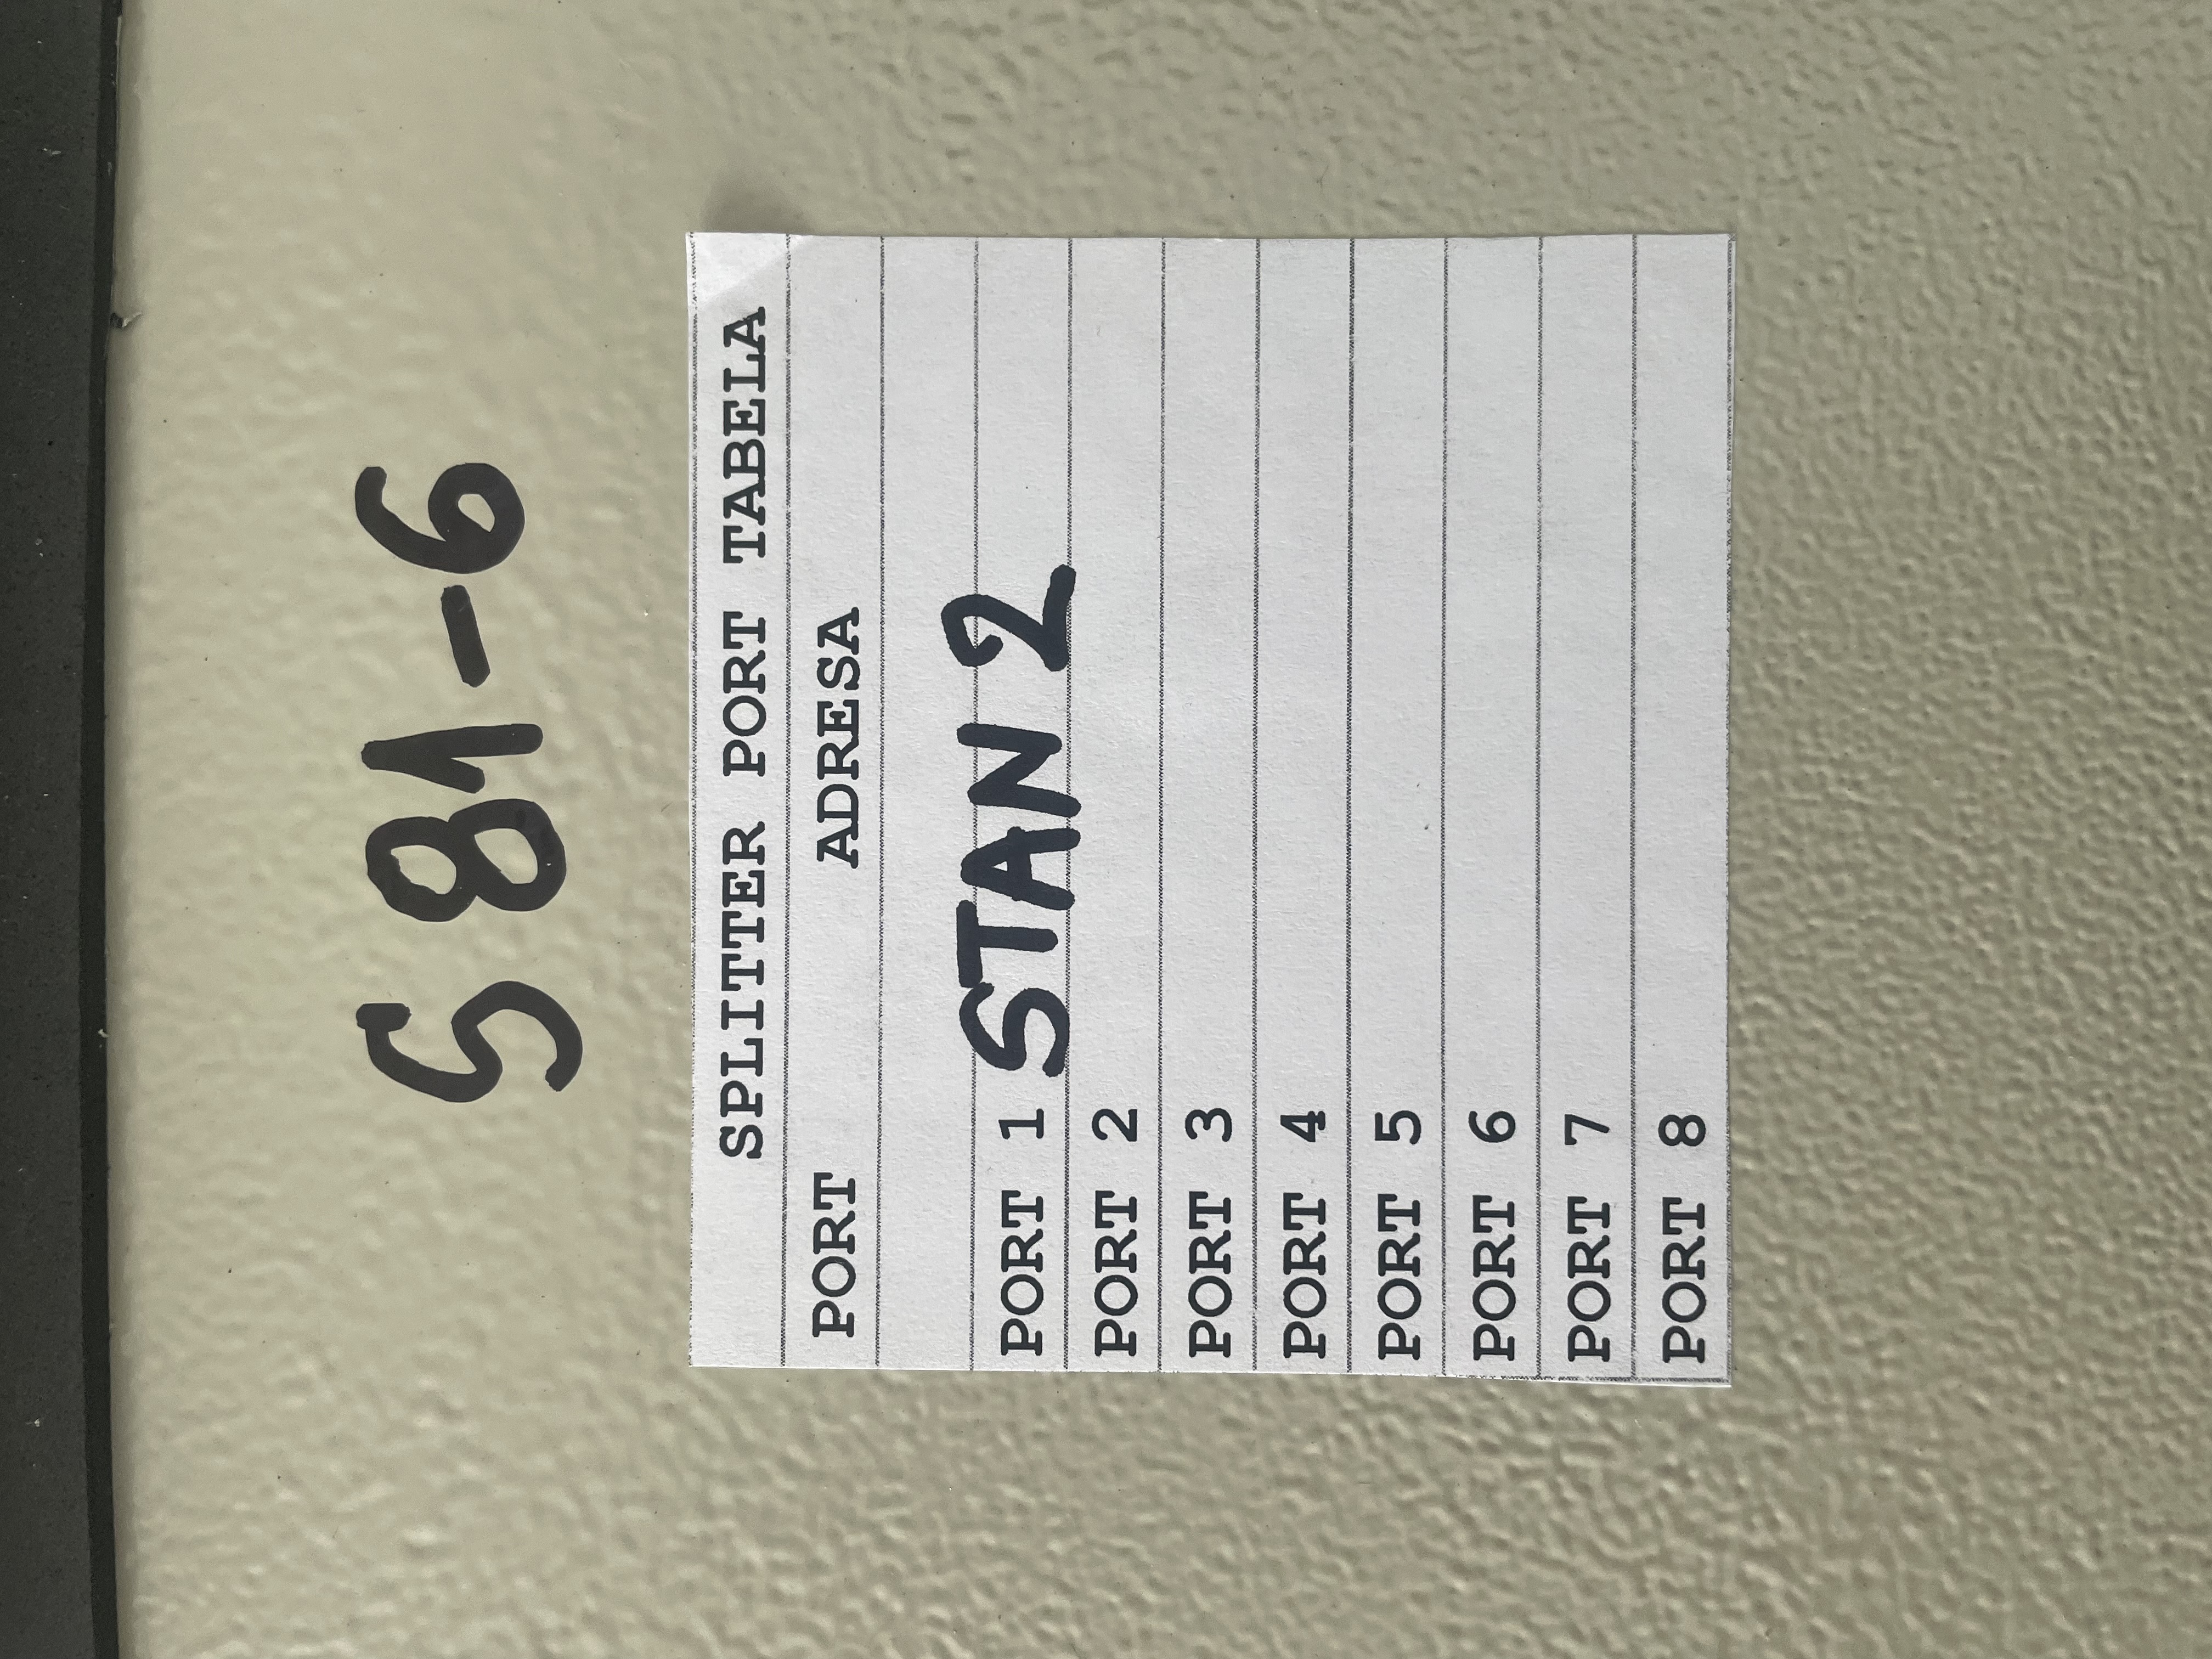 S 81-6
SPLITTER PORT TABELA
PORT ADRESA
PORT 1 STAN 2
PORT 2
PORT 3
PORT 4
PORT 5
PORT 6
PORT 7
PORT 8